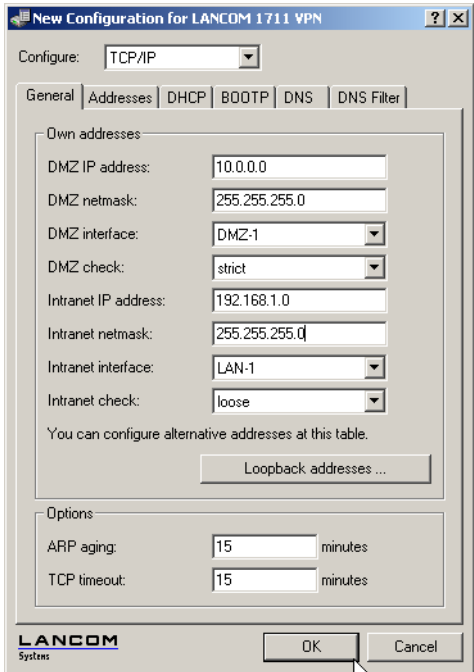 New Configuration for LANCOM 1711 VPN
Configure: TCP/IP
General Addresses DHCP BOOTP DNS DNS Filter
Own addresses
DMZ IP address: 10.0.0.0
DMZ netmask: 255.255.255.0
DMZ interface: DMZ-1
DMZ check: strict
Intranet IP address: 192.168.1.0
Intranet netmask: 255.255.255.0
Intranet interface: LAN-1
Intranet check: loose
You can configure alternative addresses at this table.
Loopback addresses ...
Options
ARP aging: 15 minutes
TCP timeout: 15 minutes
LANCOM
Systems
OK Cancel